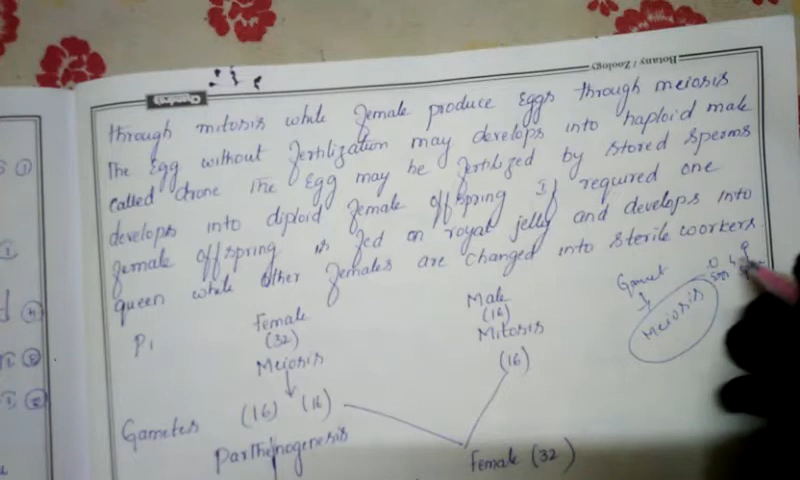 Botany / Zoology
through mitosis while female produce eggs through meiosis
The Egg without fertilization may develops into haploid male
called drone The Egg may be fertilized by stored sperms
develops into diploid female offspring If required one
female offspring is fed on royal jelly and develops into
queen while other females are changed into sterile workers.
Gamet
Meiosis
P1
Female
(32)
Meiosis
Male
(16)
Mitosis
(16)
Gametes
(16) (16)
Parthenogenesis
Female (32)